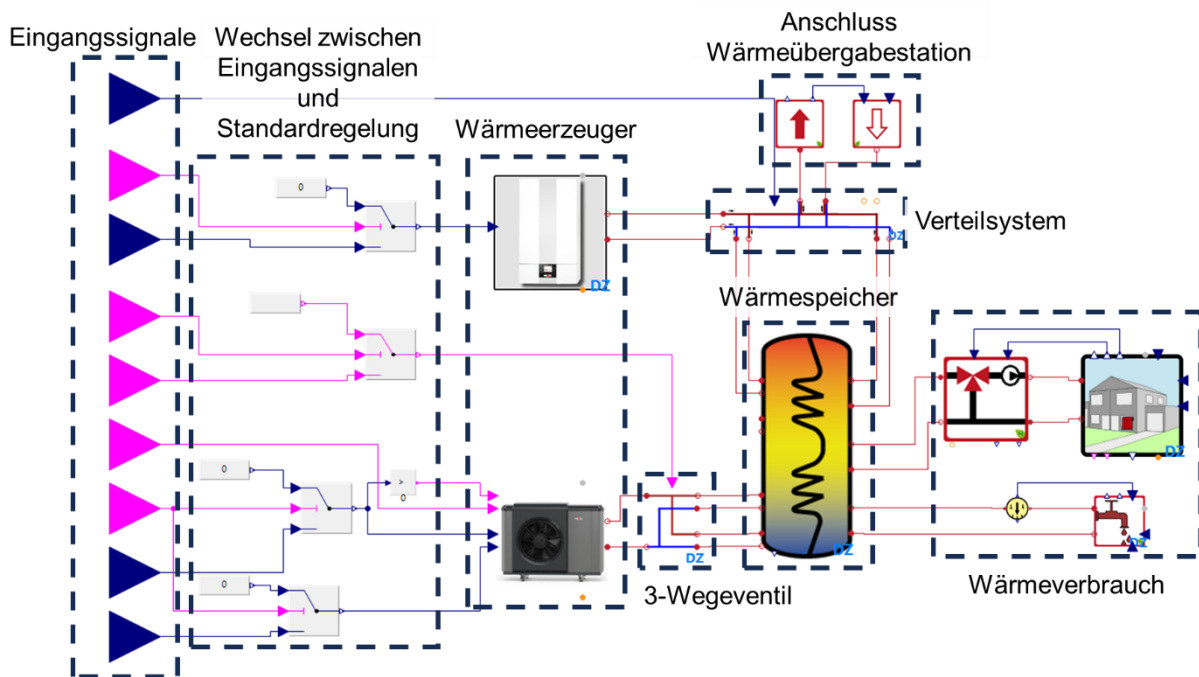 Eingangssignale
Wechsel zwischen
Eingangssignalen
und
Standardregelung
Anschluss
Wärmeübergabestation
Wärmeerzeuger
0
DZ
Verteilsystem
DZ
Wärmespeicher
DZ
0
>
0
DZ
DZ
DZ
0
3-Wegeventil
Wärmeverbrauch